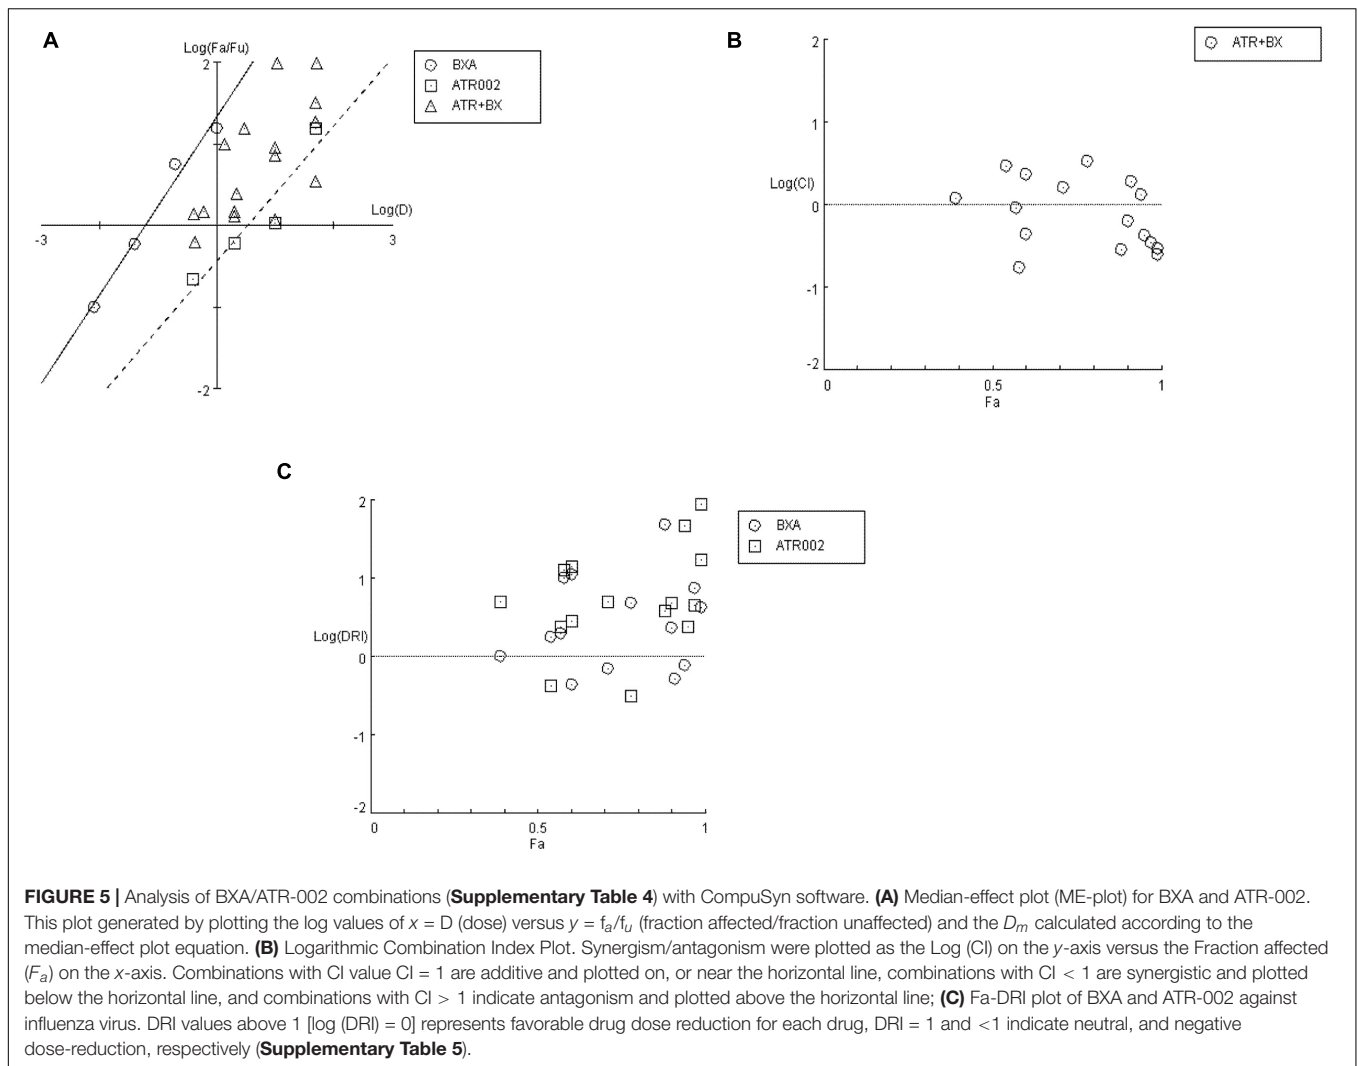 A
Log(Fa/Fu)
2
BXA
ATR002
ATR+BX
Log(D)
-3
3
-2
B
2
1
Log(CI)
0
-1
-2
0
0.5
1
Fa
ATR+BX
C
2
1
Log(DRI)
0
-1
-2
0
0.5
1
Fa
BXA
ATR002
FIGURE 5 | Analysis of BXA/ATR-002 combinations (Supplementary Table 4) with CompuSyn software. (A) Median-effect plot (ME-plot) for BXA and ATR-002.
This plot generated by plotting the log values of x = D (dose) versus y = fa/fu (fraction affected/fraction unaffected) and the Dm calculated according to the
median-effect plot equation. (B) Logarithmic Combination Index Plot. Synergism/antagonism were plotted as the Log (CI) on the y-axis versus the Fraction affected
(Fa) on the x-axis. Combinations with CI value CI = 1 are additive and plotted on, or near the horizontal line, combinations with CI < 1 are synergistic and plotted
below the horizontal line, and combinations with CI > 1 indicate antagonism and plotted above the horizontal line; (C) Fa-DRI plot of BXA and ATR-002 against
influenza virus. DRI values above 1 [log (DRI) = 0] represents favorable drug dose reduction for each drug, DRI = 1 and <1 indicate neutral, and negative
dose-reduction, respectively (Supplementary Table 5).